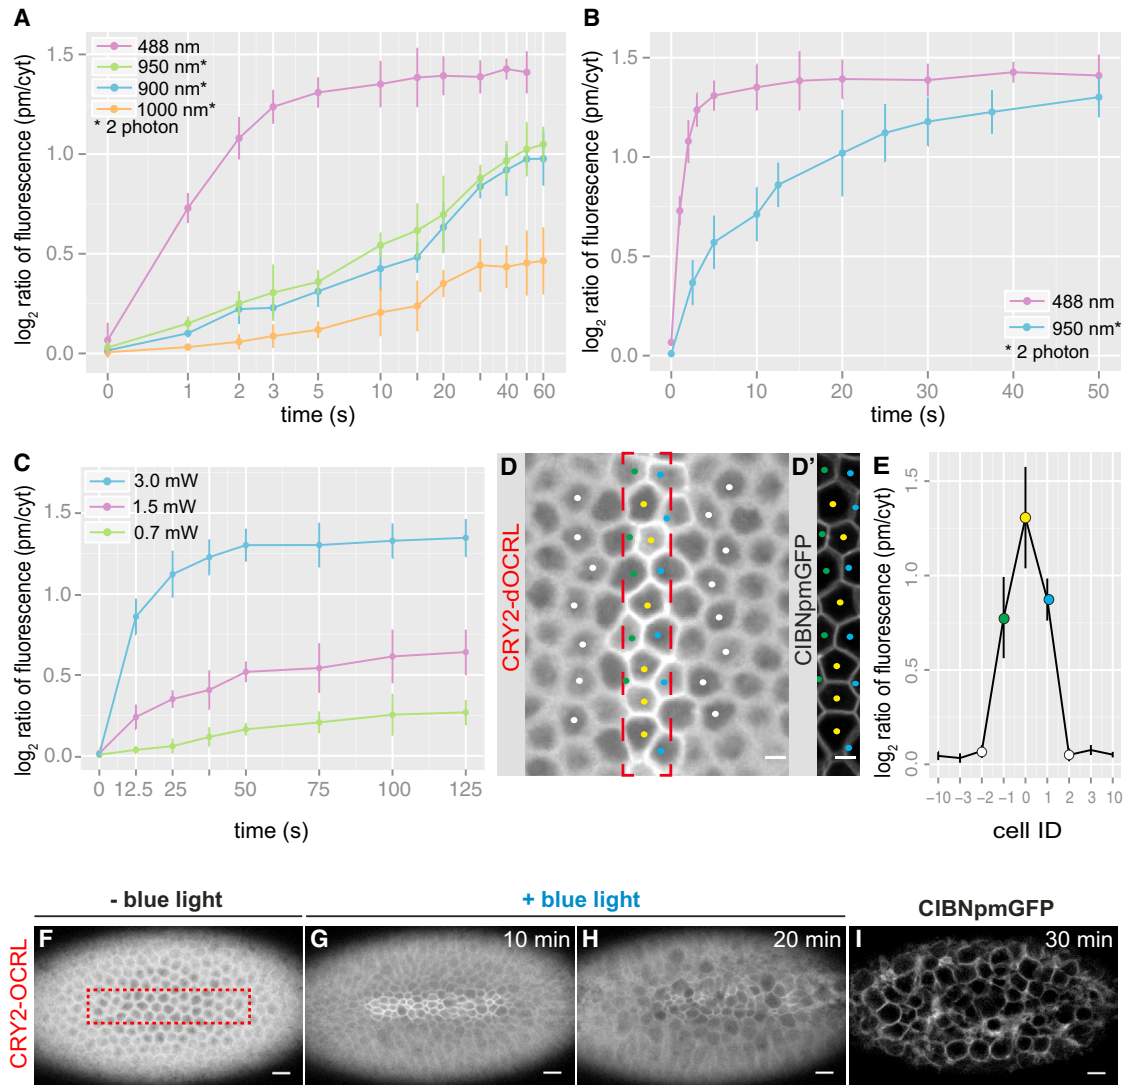 A
488 nm
950 nm*
900 nm*
1000 nm*
* 2 photon
log2 ratio of fluorescence (pm/cyt)
1.5
1.0
0.5
0.0
0 1 2 3 5 10 20 40 60
time (s)
B
log2 ratio of fluorescence (pm/cyt)
1.5
1.0
0.5
0.0
488 nm
950 nm*
* 2 photon
0 10 20 30 40 50
time (s)
C
3.0 mW
1.5 mW
0.7 mW
log2 ratio of fluorescence (pm/cyt)
1.5
1.0
0.5
0.0
0 12.5 25 50 75 100 125
time (s)
D
CRY2-dOCRL
D'
CIBNpmGFP
E
log2 ratio of fluorescence (pm/cyt)
1.5
1.0
0.5
0.0
−10 −3 −2 −1 0 1 2 3 10
cell ID
- blue light
+ blue light
CIBNpmGFP
CRY2-OCRL
F
G
10 min
H
20 min
I
30 min